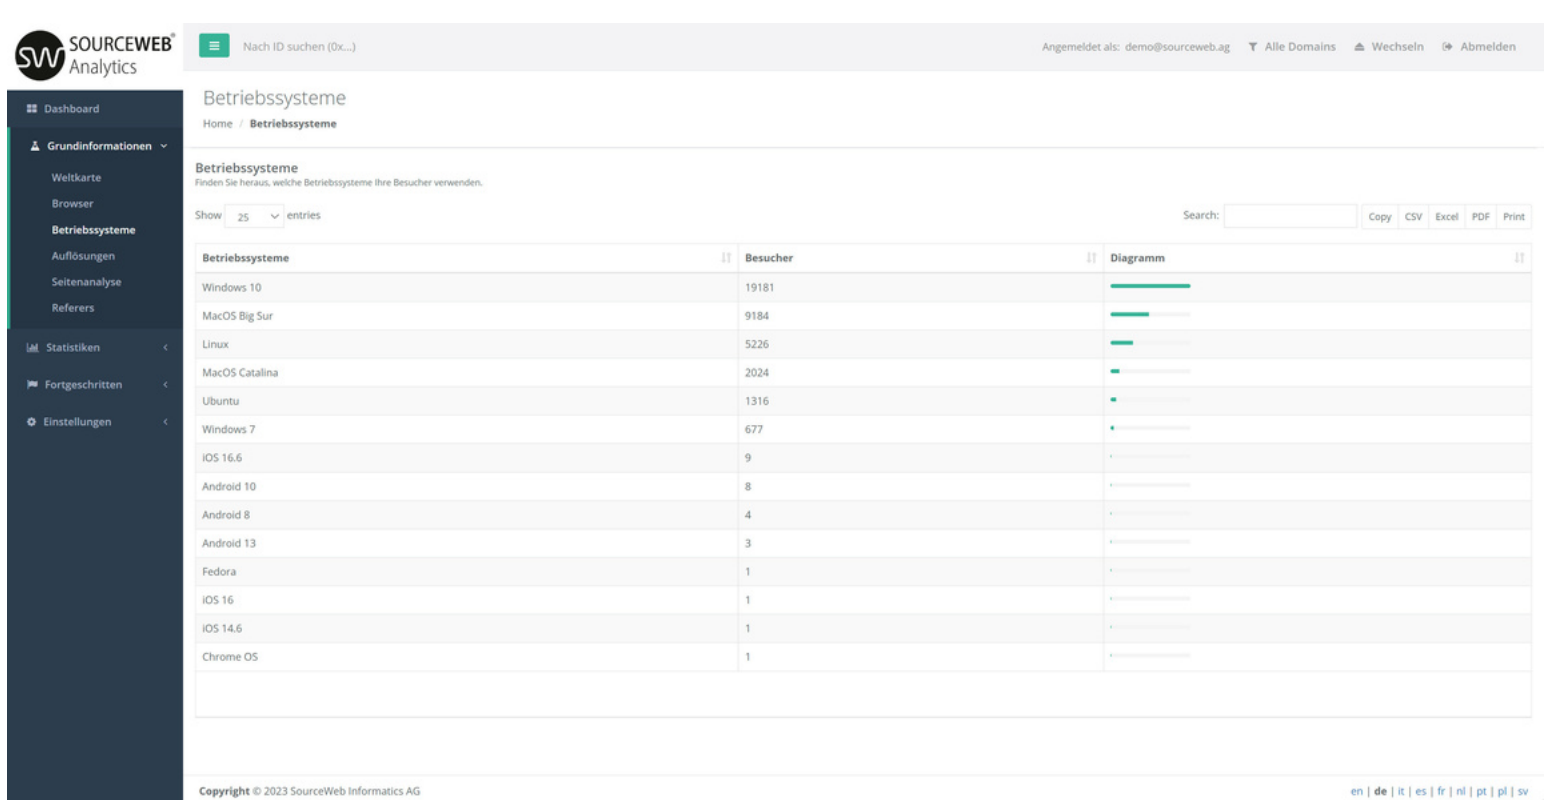 SW SOURCEWEB®
Analytics
Nach ID suchen (0x...)
Angemeldet als: demo@sourceweb.ag Alle Domains Wechseln Abmelden
Dashboard
Grundinformationen
Weltkarte
Browser
Betriebssysteme
Auflösungen
Seitenanalyse
Referers
Statistiken
Fortgeschritten
Einstellungen
Betriebssysteme
Home / Betriebssysteme
Betriebssysteme
Finden Sie heraus, welche Betriebssysteme Ihre Besucher verwenden.
Show 25 entries
Search: Copy CSV Excel PDF Print
Betriebssysteme Besucher Diagramm
Windows 10 19181
MacOS Big Sur 9184
Linux 5226
MacOS Catalina 2024
Ubuntu 1316
Windows 7 677
iOS 16.6 9
Android 10 8
Android 8 4
Android 13 3
Fedora 1
iOS 16 1
iOS 14.6 1
Chrome OS 1
Copyright © 2023 SourceWeb Informatics AG
en | de | it | es | fr | nl | pt | pl | sv